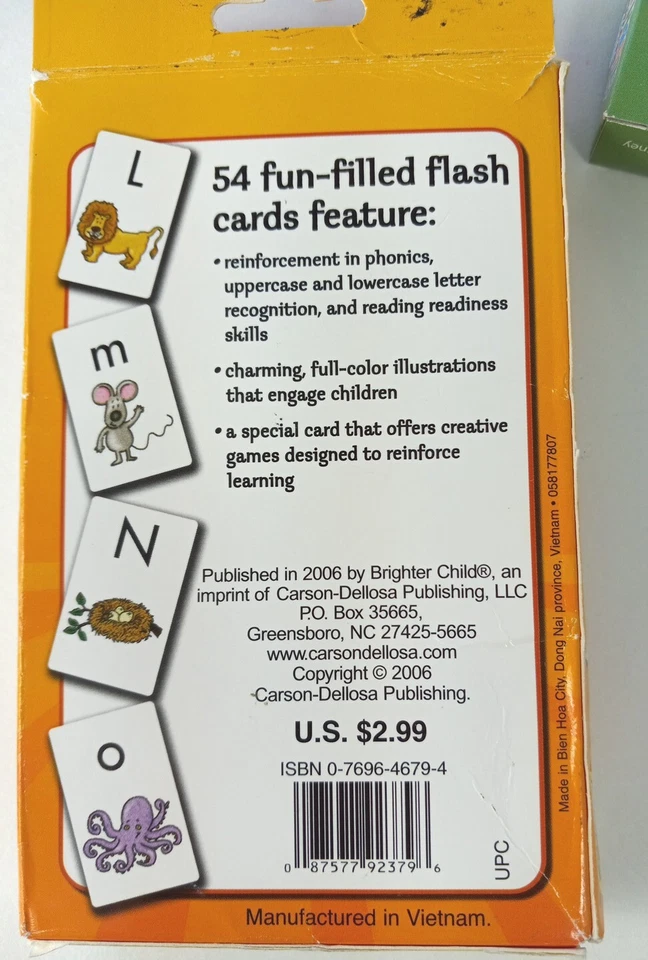 L
54 fun-filled flash
cards feature:
• reinforcement in phonics,
uppercase and lowercase letter
recognition, and reading readiness
skills
m
• charming, full-color illustrations
that engage children
• a special card that offers creative
games designed to reinforce
learning
N
Published in 2006 by Brighter Child®, an
imprint of Carson-Dellosa Publishing, LLC
P.O. Box 35665,
Greensboro, NC 27425-5665
www.carsondellosa.com
Copyright © 2006
Carson-Dellosa Publishing.
o
U.S. $2.99
ISBN 0-7696-4679-4
0 87577 92379 6
UPC
Manufactured in Vietnam.
Made in Bien Hoa City, Dong Nai province, Vietnam • 058177807